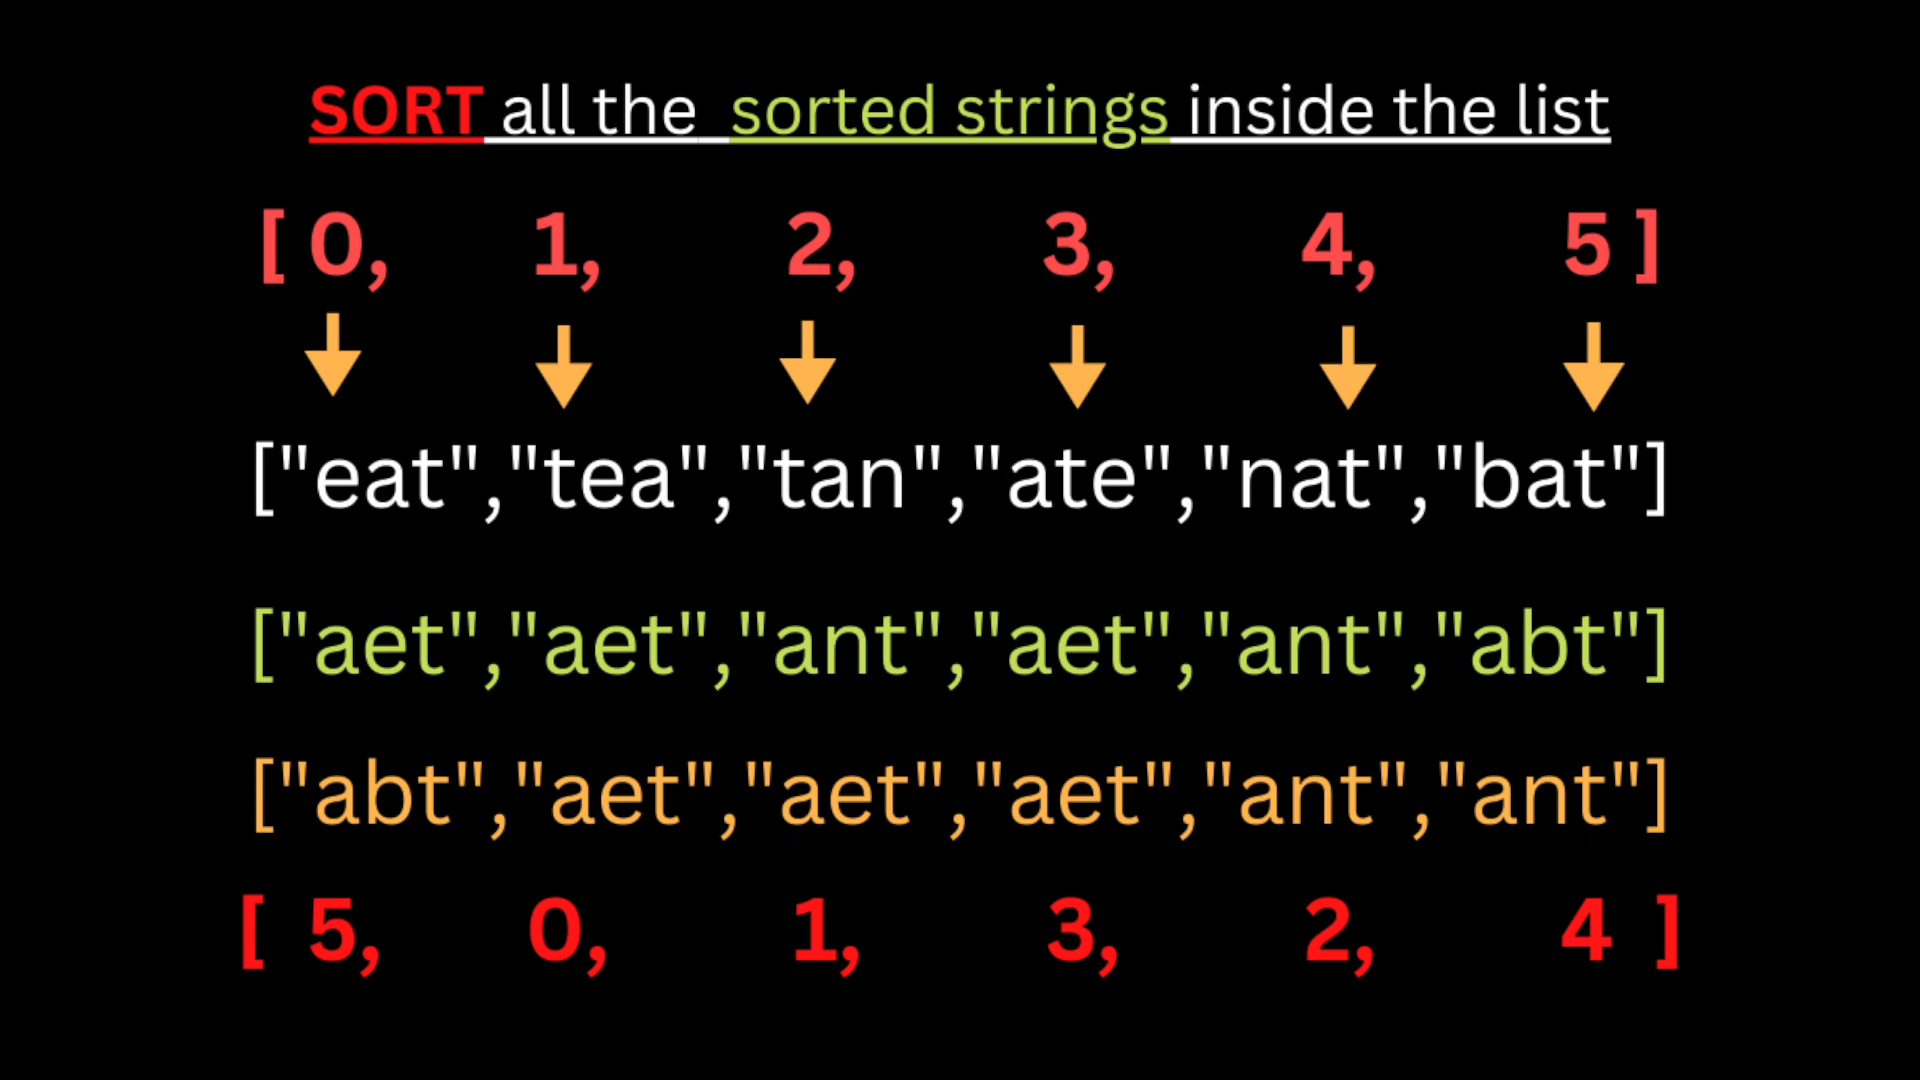 SORT all the sorted strings inside the list
[ 0, 1, 2, 3, 4, 5 ]
["eat","tea","tan","ate","nat","bat"]
["aet","aet","ant","aet","ant","abt"]
["abt","aet","aet","aet","ant","ant"]
[ 5, 0, 1, 3, 2, 4 ]